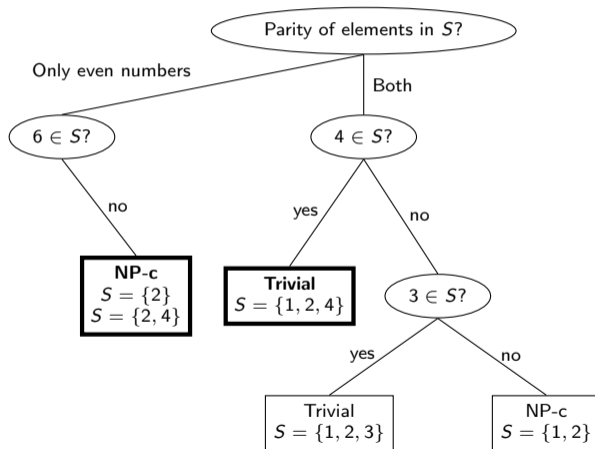 Parity of elements in S?
Only even numbers
Both
6 ∈ S?
4 ∈ S?
no
yes
no
NP-c
S = {2}
S = {2, 4}
Trivial
S = {1, 2, 4}
3 ∈ S?
yes
no
Trivial
S = {1, 2, 3}
NP-c
S = {1, 2}